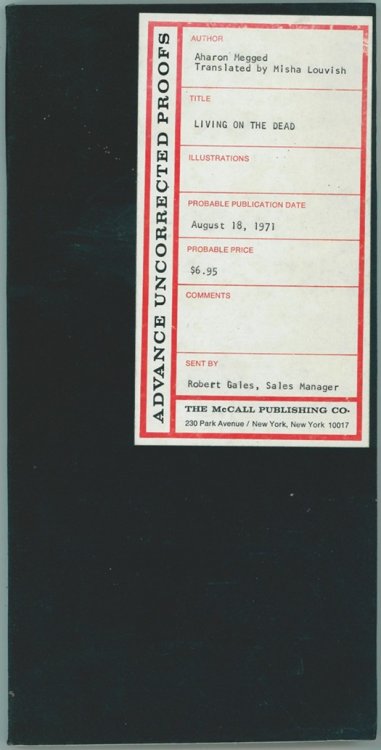 ADVANCE UNCORRECTED PROOFS
AUTHOR
Aharon Megged
Translated by Misha Louvish
TITLE
LIVING ON THE DEAD
ILLUSTRATIONS
PROBABLE PUBLICATION DATE
August 18, 1971
PROBABLE PRICE
$6.95
COMMENTS
SENT BY
Robert Gales, Sales Manager
THE McCALL PUBLISHING CO.
230 Park Avenue / New York, New York 10017